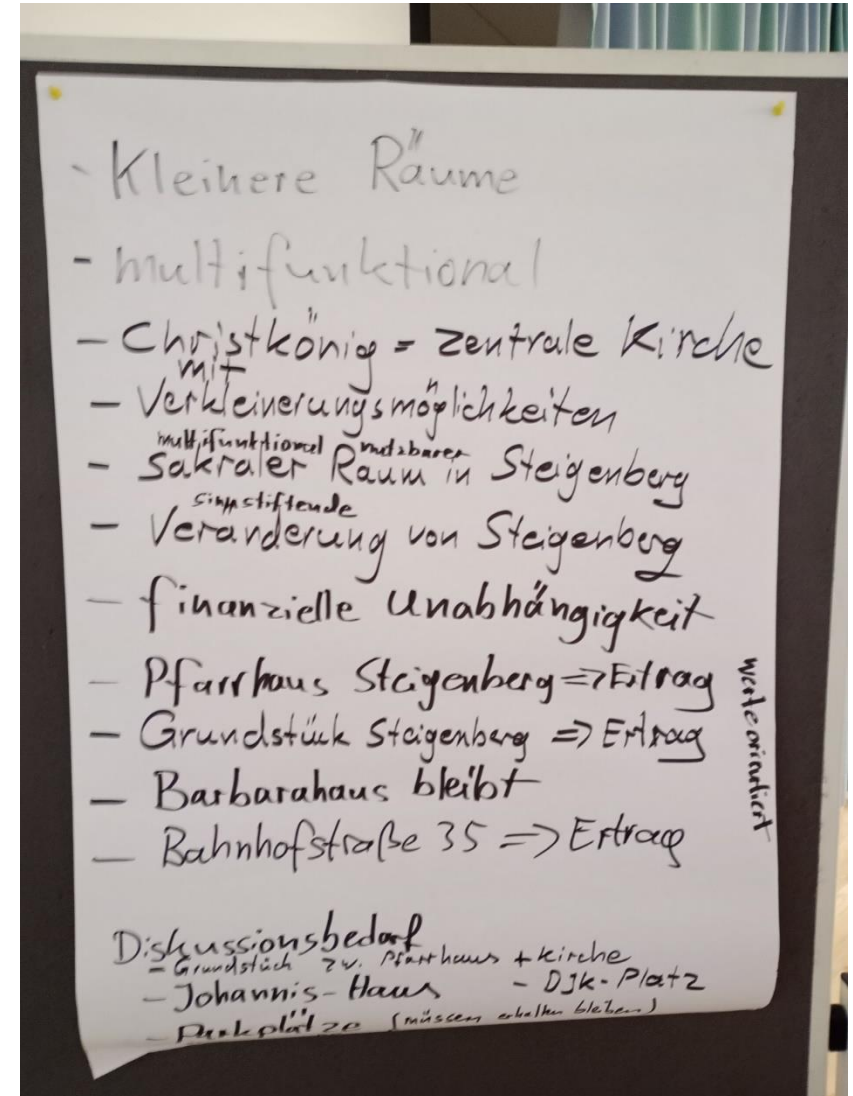 - Kleinere Räume
- multifunktional
- Christkönig = zentrale Kirche
mit
- Verkleinerungsmöglichkeiten
multifunktional nutzbarer
- sakraler Raum in Steigenberg
sinnstiftende
- Veränderung von Steigenberg
- finanzielle Unabhängigkeit
- Pfarrhaus Steigenberg => Ertrag
- Grundstück Steigenberg => Ertrag
- Barbarahaus bleibt
- Bahnhofstraße 35 => Ertrag
werteorientiert
Diskussionsbedarf
- Grundstück zw. Pfarrhaus + Kirche
- Johannis-Haus - DJK-Platz
- Parkplätze (müssen erhalten bleiben)